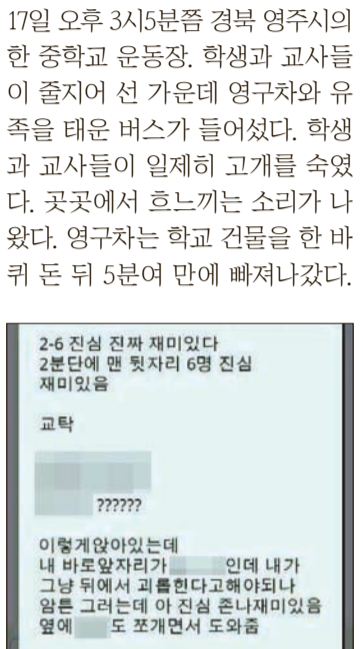 17일 오후 3시5분쯤 경북 영주시의
한 중학교 운동장. 학생과 교사들
이 줄지어 선 가운데 영구차와 유
족을 태운 버스가 들어섰다. 학생
과 교사들이 일제히 고개를 숙였
다. 곳곳에서 흐느끼는 소리가 나
왔다. 영구차는 학교 건물을 한 바
퀴 돈 뒤 5분여 만에 빠져나갔다.
2-6 진심 진짜 재미있다
2분단에 맨 뒷자리 6명 진심
재미있음
교탁
??????
이렇게앉아있는데
내 바로앞자리가 인데 내가
그냥 뒤에서 괴롭힌다고해야되나
암튼 그러는데 아 진심 존나재미있음
옆에 도 쪼개면서 도와줌